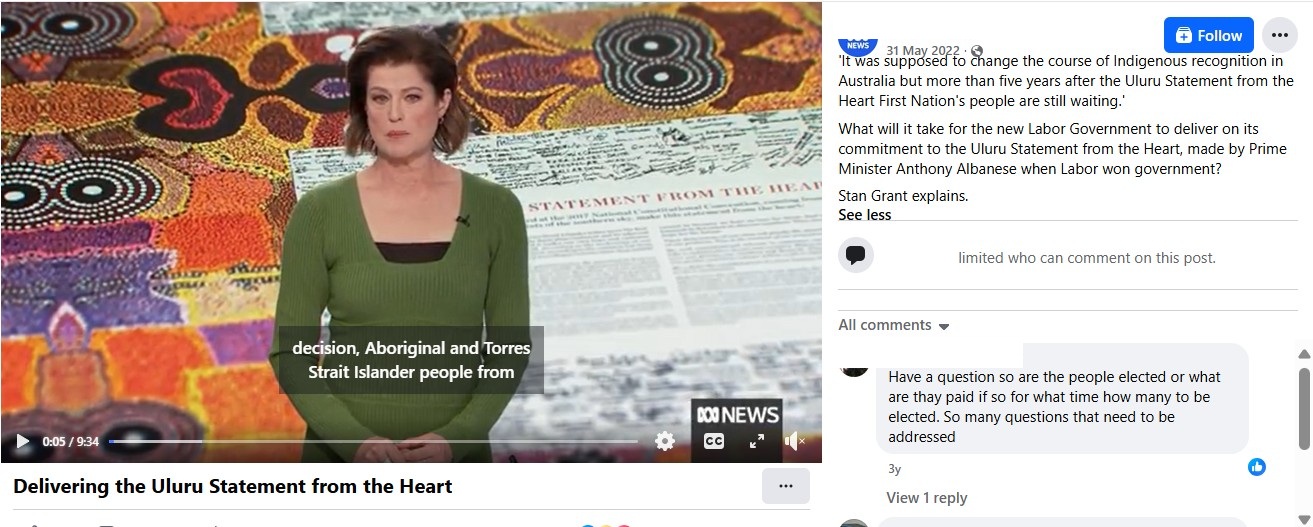 STATEMENT FROM THE HEAR
decision, Aboriginal and Torres
Strait Islander people from
NEWS
0:05 / 9:34
CC
Delivering the Uluru Statement from the Heart
Follow
NEWS
31 May 2022
'It was supposed to change the course of Indigenous recognition in
Australia but more than five years after the Uluru Statement from the
Heart First Nation's people are still waiting.'
What will it take for the new Labor Government to deliver on its
commitment to the Uluru Statement from the Heart, made by Prime
Minister Anthony Albanese when Labor won government?
Stan Grant explains.
See less
limited who can comment on this post.
All comments
Have a question so are the people elected or what
are thay paid if so for what time how many to be
elected. So many questions that need to be
addressed
3y
View 1 reply